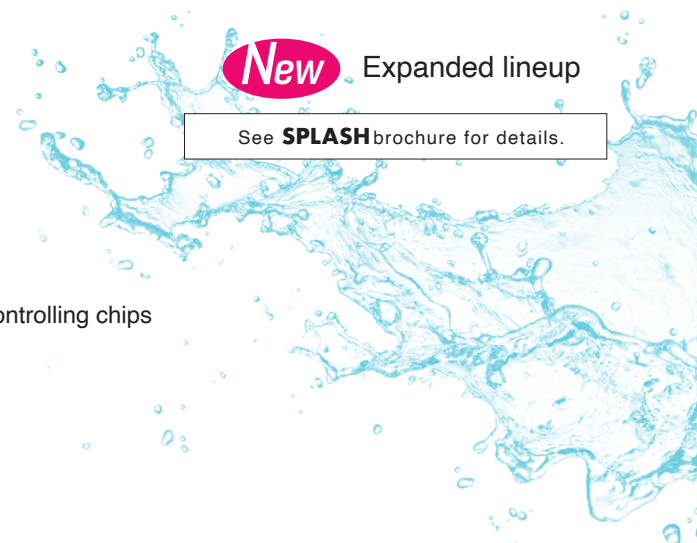 New Expanded lineup
See SPLASH brochure for details.
ontrolling chips